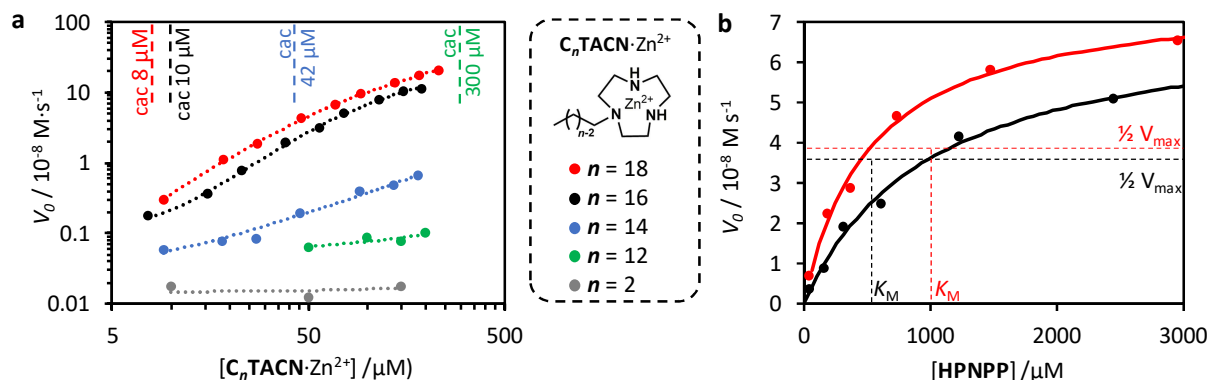 a
100
10
1
0.1
0.01
V0 / 10⁻⁸ M·s⁻¹
cac 8 µM
cac 10 µM
cac
42 µM
cac
300 µM
5
50
500
[CnTACN·Zn²⁺] /µM)
CnTACN·Zn²⁺
H
N
Zn²⁺
N
NH
n-2
n = 18
n = 16
n = 14
n = 12
n = 2
b
7
6
5
4
3
2
1
0
V0 / 10⁻⁸ M s⁻¹
½ Vmax
½ Vmax
KM
KM
0
1000
2000
3000
[HPNPP] /µM